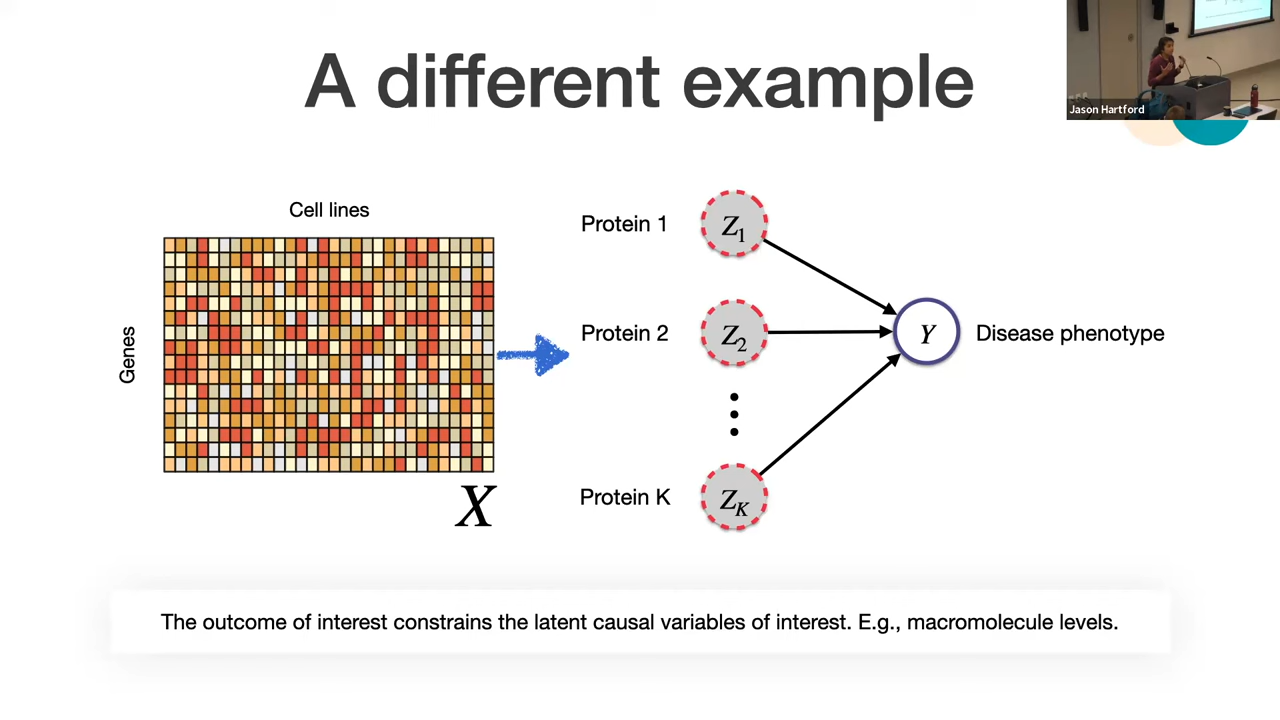 A different example
Jason Hartford
Cell lines
Genes
X
Protein 1
Z1
Protein 2
Z2
Protein K
ZK
Y
Disease phenotype
The outcome of interest constrains the latent causal variables of interest. E.g., macromolecule levels.